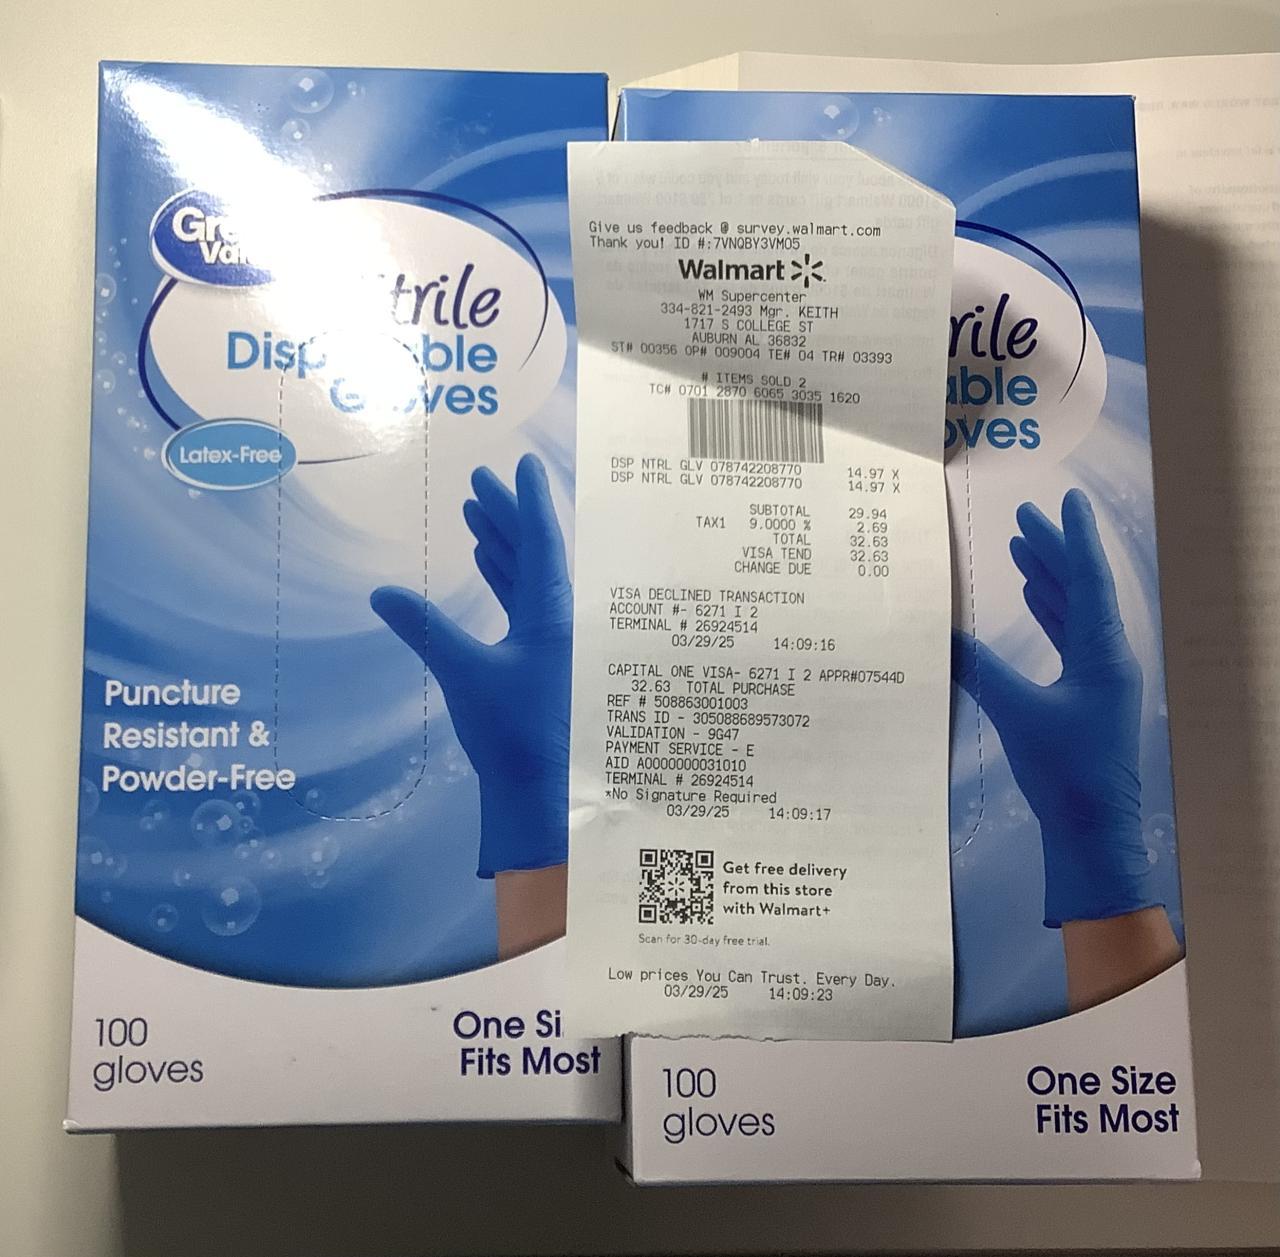 Nitrile
Disposable
Gloves
Latex-Free
Puncture
Resistant &
Powder-Free
100
gloves
Fits Most
Give us feedback @ survey.walmart.com
Thank you! ID #:7VNQBY3VMO5
Walmart
WM Supercenter
334-821-2493 Mgr. KEITH
1717 S COLLEGE ST
AUBURN AL 36832
ST# 00356 OP# 009004 TE# 04 TR# 03393
# ITEMS SOLD 2
TC# 0701 2870 6065 3035 1620
DSP NTRL GLV 078742208770 14.97 X
DSP NTRL GLV 078742208770 14.97 X
SUBTOTAL 29.94
TAX1 9.0000 % 2.69
TOTAL 32.63
VISA TEND 32.63
CHANGE DUE 0.00
VISA DECLINED TRANSACTION
ACCOUNT #- 6271 I 2
TERMINAL # 26924514
03/29/25 14:09:16
CAPITAL ONE VISA- 6271 I 2 APPR#07544D
32.63 TOTAL PURCHASE
REF # 508863001003
TRANS ID - 305088689573072
VALIDATION - 9G47
PAYMENT SERVICE - E
AID A0000000031010
TERMINAL # 26924514
*No Signature Required
03/29/25 14:09:17
Get free delivery
from this store
with Walmart+
Scan for 30-day free trial.
Low prices You Can Trust. Every Day.
03/29/25 14:09:23
100
gloves
One Size
Fits Most